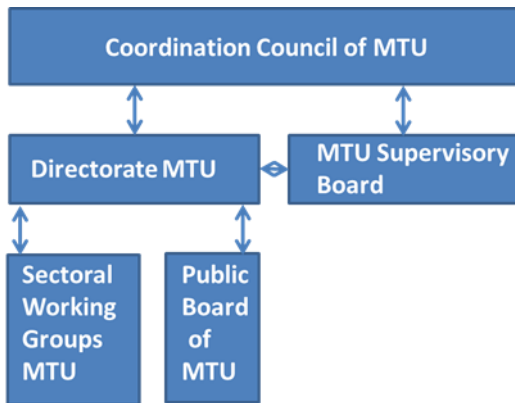 Coordination Council of MTU
Directorate MTU
MTU Supervisory
Board
Sectoral
Working
Groups
MTU
Public
Board
of
MTU